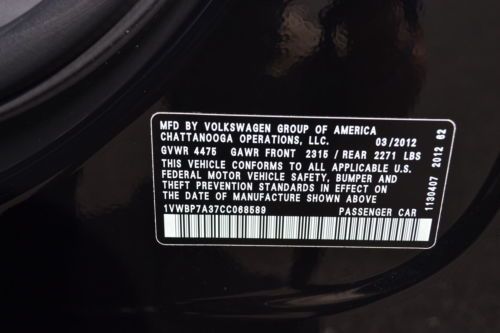 MFD BY VOLKSWAGEN GROUP OF AMERICA
CHATTANOOGA OPERATIONS, LLC. 03/2012
GVWR 4475 GAWR FRONT 2315 / REAR 2271 LBS
THIS VEHICLE CONFORMS TO ALL APPLICABLE U.S.
FEDERAL MOTOR VEHICLE SAFETY, BUMPER AND
THEFT PREVENTION STANDARDS IN EFFECT ON
THE DATE OF MANUFACTURE SHOWN ABOVE
1VWBP7A37CC068589 PASSENGER CAR
1130407 2012 62